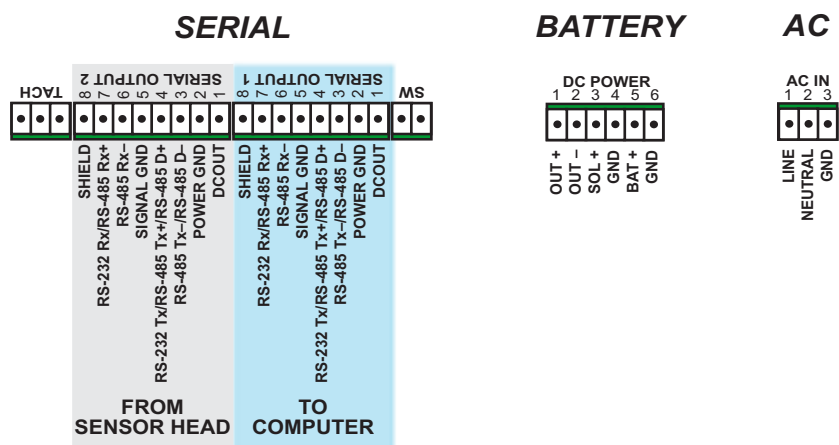 SERIAL
BATTERY
AC
TACH
SERIAL OUTPUT 2
8 7 6 5 4 3 2 1
SHIELD
RS-232 Rx/RS-485 Rx+
RS-485 Rx–
SIGNAL GND
RS-232 Tx/RS-485 Tx+/RS-485 D+
RS-485 Tx–/RS-485 D–
POWER GND
DCOUT
FROM
SENSOR HEAD
SERIAL OUTPUT 1
8 7 6 5 4 3 2 1
SHIELD
RS-232 Rx/RS-485 Rx+
RS-485 Rx–
SIGNAL GND
RS-232 Tx/RS-485 Tx+/RS-485 D+
RS-485 Tx–/RS-485 D–
POWER GND
DCOUT
TO
COMPUTER
SW
DC POWER
1 2 3 4 5 6
OUT +
OUT –
SOL +
GND
BAT +
GND
AC IN
1 2 3
LINE
NEUTRAL
GND